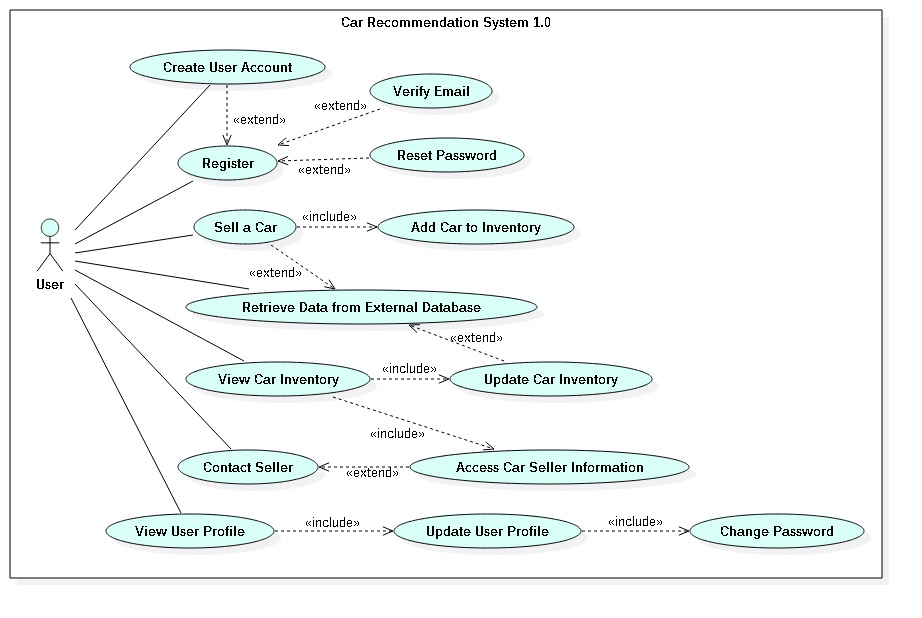 Car Recommendation System 1.0
Create User Account
Verify Email
«extend»
«extend»
Register
Reset Password
«extend»
Sell a Car
«include»
Add Car to Inventory
User
«extend»
Retrieve Data from External Database
«extend»
View Car Inventory
«include»
Update Car Inventory
«include»
Contact Seller
«extend»
Access Car Seller Information
View User Profile
«include»
Update User Profile
«include»
Change Password